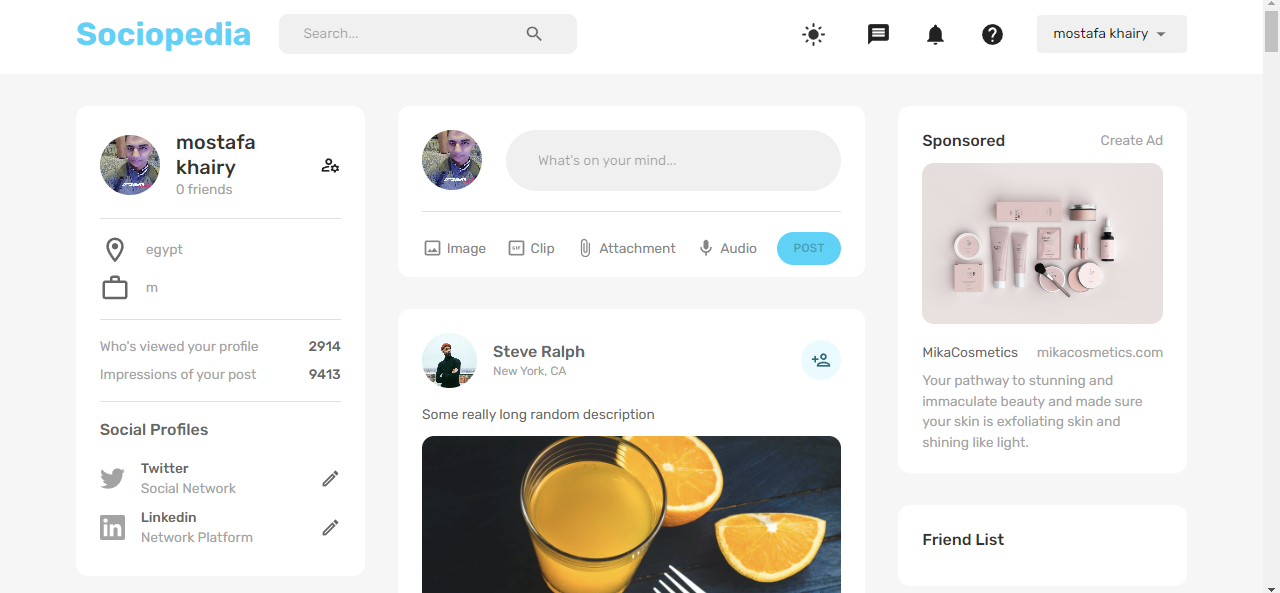 Sociopedia
Search...
mostafa khairy
mostafa
khairy
0 friends
egypt
m
Who's viewed your profile 2914
Impressions of your post 9413
Social Profiles
Twitter
Social Network
Linkedin
Network Platform
What's on your mind...
Image
GIF
Clip
Attachment
Audio
POST
Steve Ralph
New York, CA
Some really long random description
Sponsored
Create Ad
MikaCosmetics
mikacosmetics.com
Your pathway to stunning and
immaculate beauty and made sure
your skin is exfoliating skin and
shining like light.
Friend List